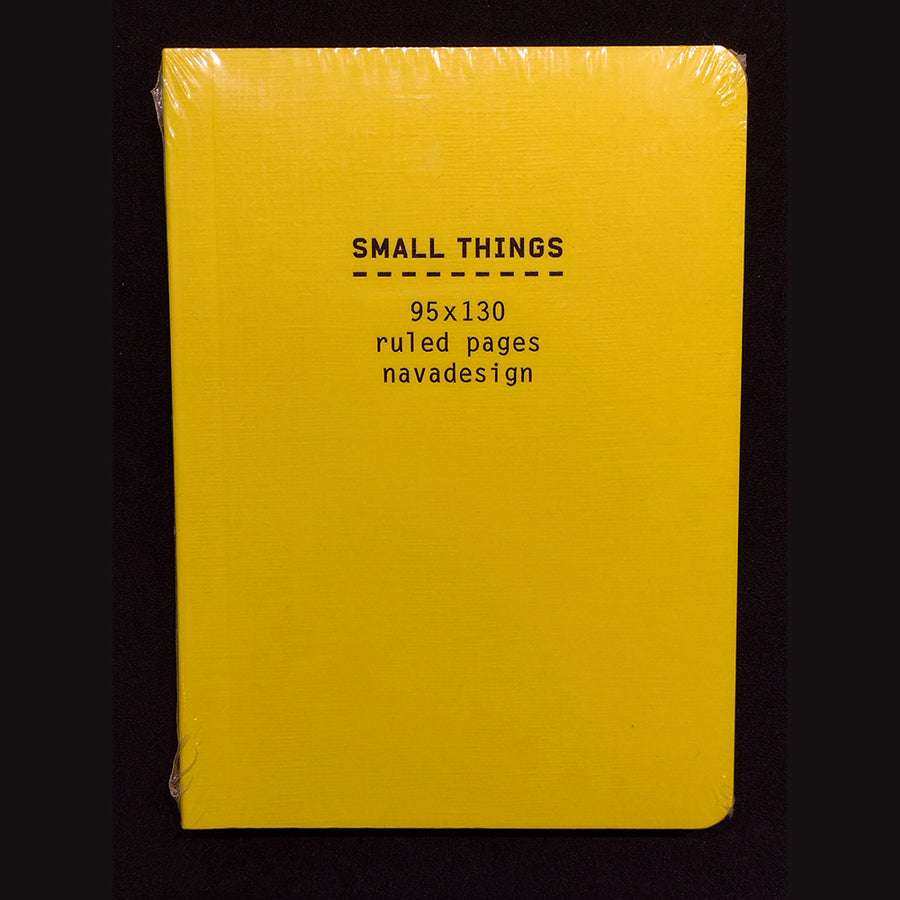 SMALL THINGS
95x130
ruled pages
navadesign